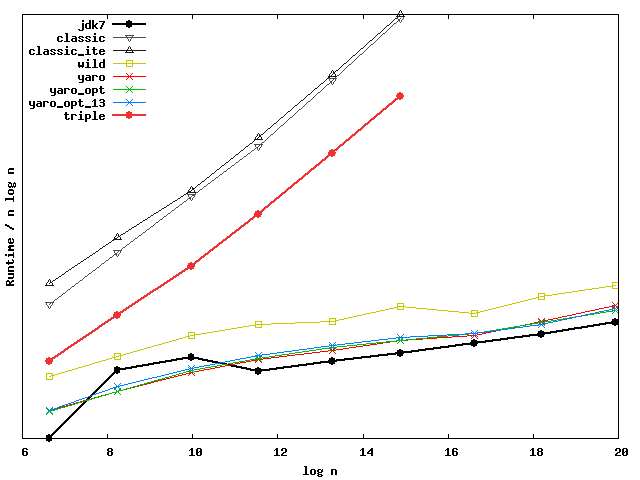 jdk7
classic
classic_ite
wild
yaro
yaro_opt
yaro_opt_13
triple
Runtime / n log n
6 8 10 12 14 16 18 20
log n